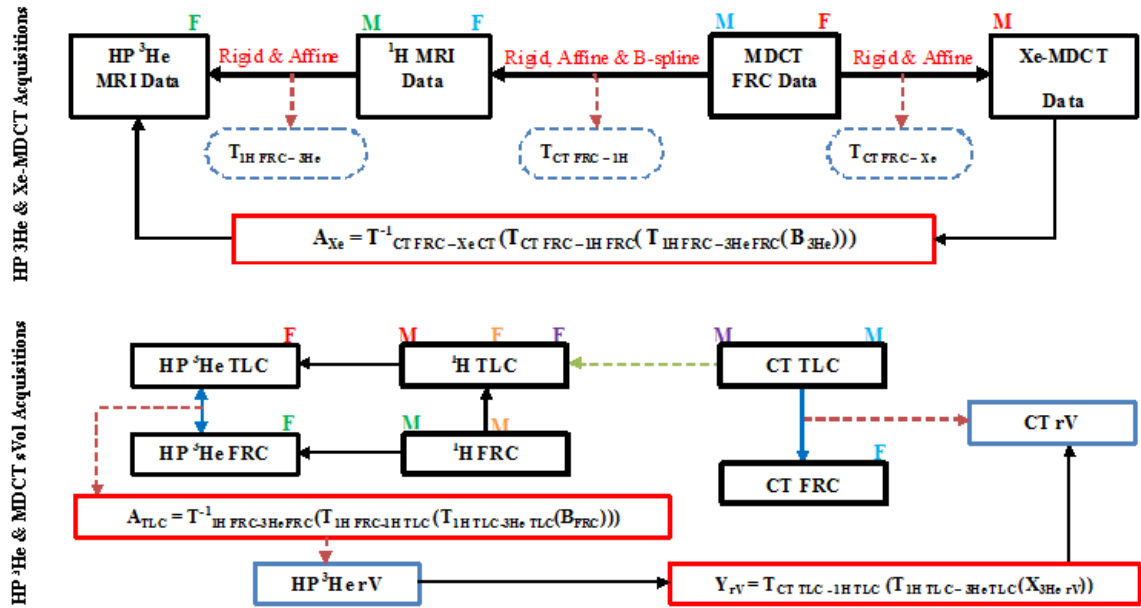 HP 3He & Xe-MDCT Acquisitions
F M F M F M
HP ³He MRI Data
Rigid & Affine
¹H MRI Data
Rigid, Affine & B-spline
MDCT FRC Data
Rigid & Affine
Xe-MDCT Data
T1H FRC – 3He
TCT FRC – 1H
TCT FRC – Xe
AXe = T⁻¹CT FRC – Xe CT (TCT FRC – 1H FRC( T1H FRC – 3He FRC(B 3He)))
HP ³He & MDCT sVol Acquisitions
F M F F M M
HP ³He TLC
¹H TLC
CT TLC
F M M
HP ³He FRC
¹H FRC
CT rV
F
CT FRC
ATLC = T⁻¹1H FRC-3He FRC(T1H FRC-1H TLC (T1H TLC-3He TLC(BFRC)))
HP ³He rV
YrV = TCT TLC -1H TLC (T1H TLC – 3He TLC(X3He rV))